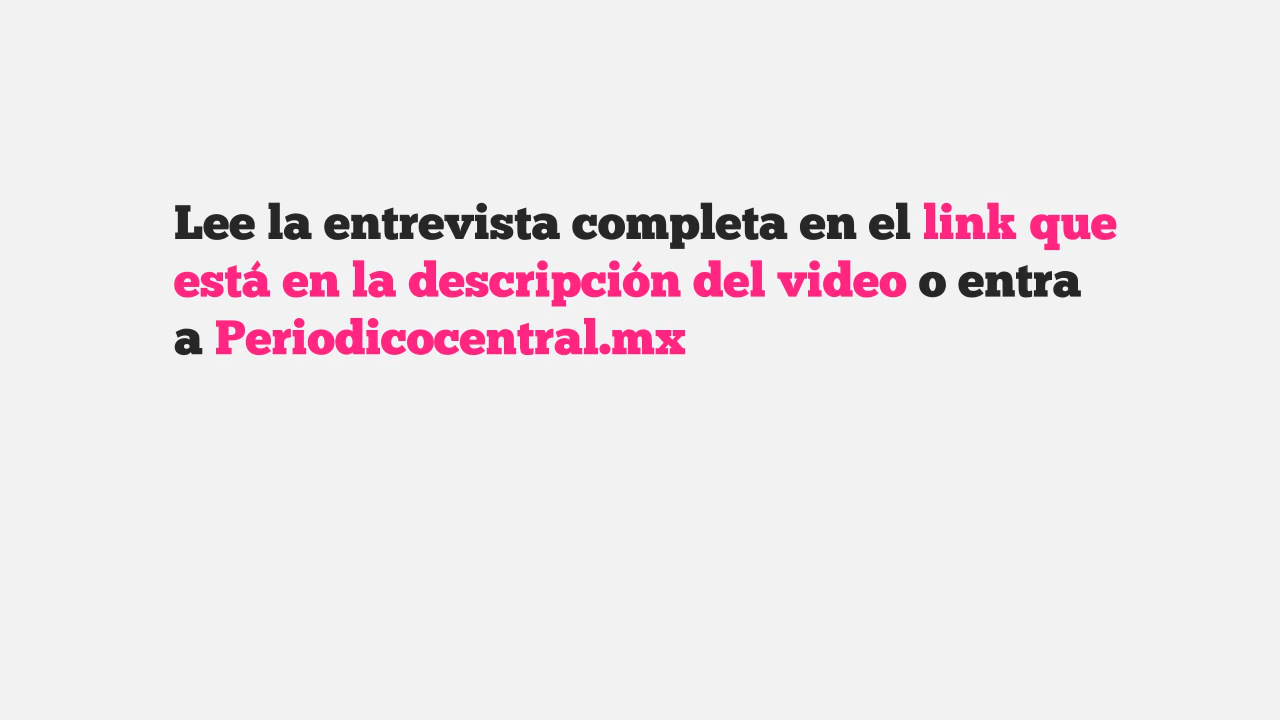 Lee la entrevista completa en el link que
está en la descripción del video o entra
a Periodicocentral.mx